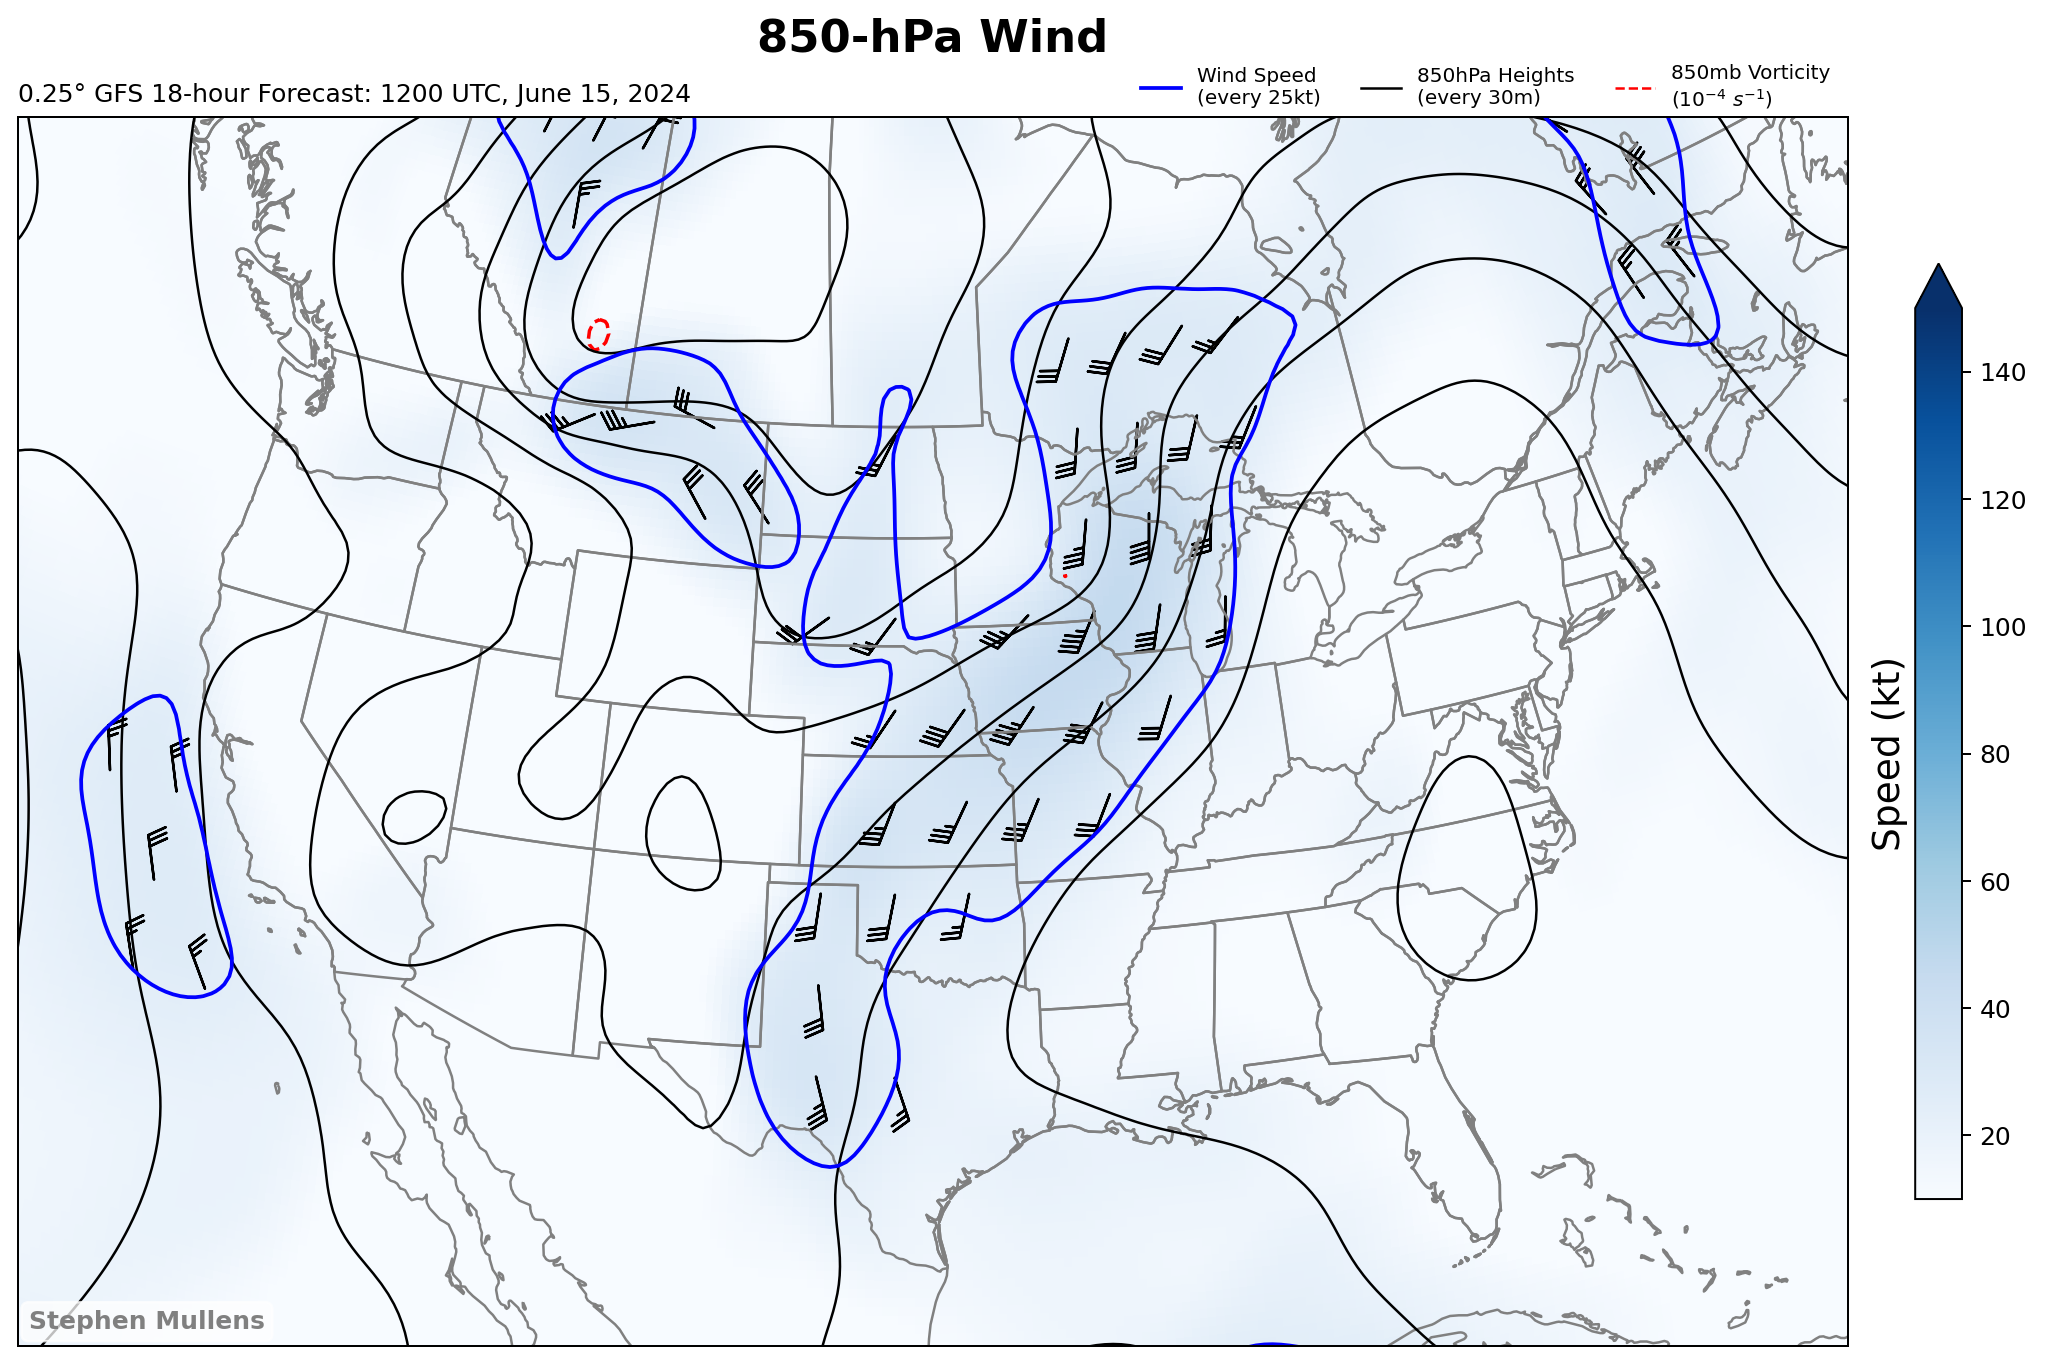 850-hPa Wind
0.25° GFS 18-hour Forecast: 1200 UTC, June 15, 2024
Wind Speed
(every 25kt)
850hPa Heights
(every 30m)
850mb Vorticity
(10⁻⁴ s⁻¹)
140
120
100
80
60
40
20
Speed (kt)
Stephen Mullens